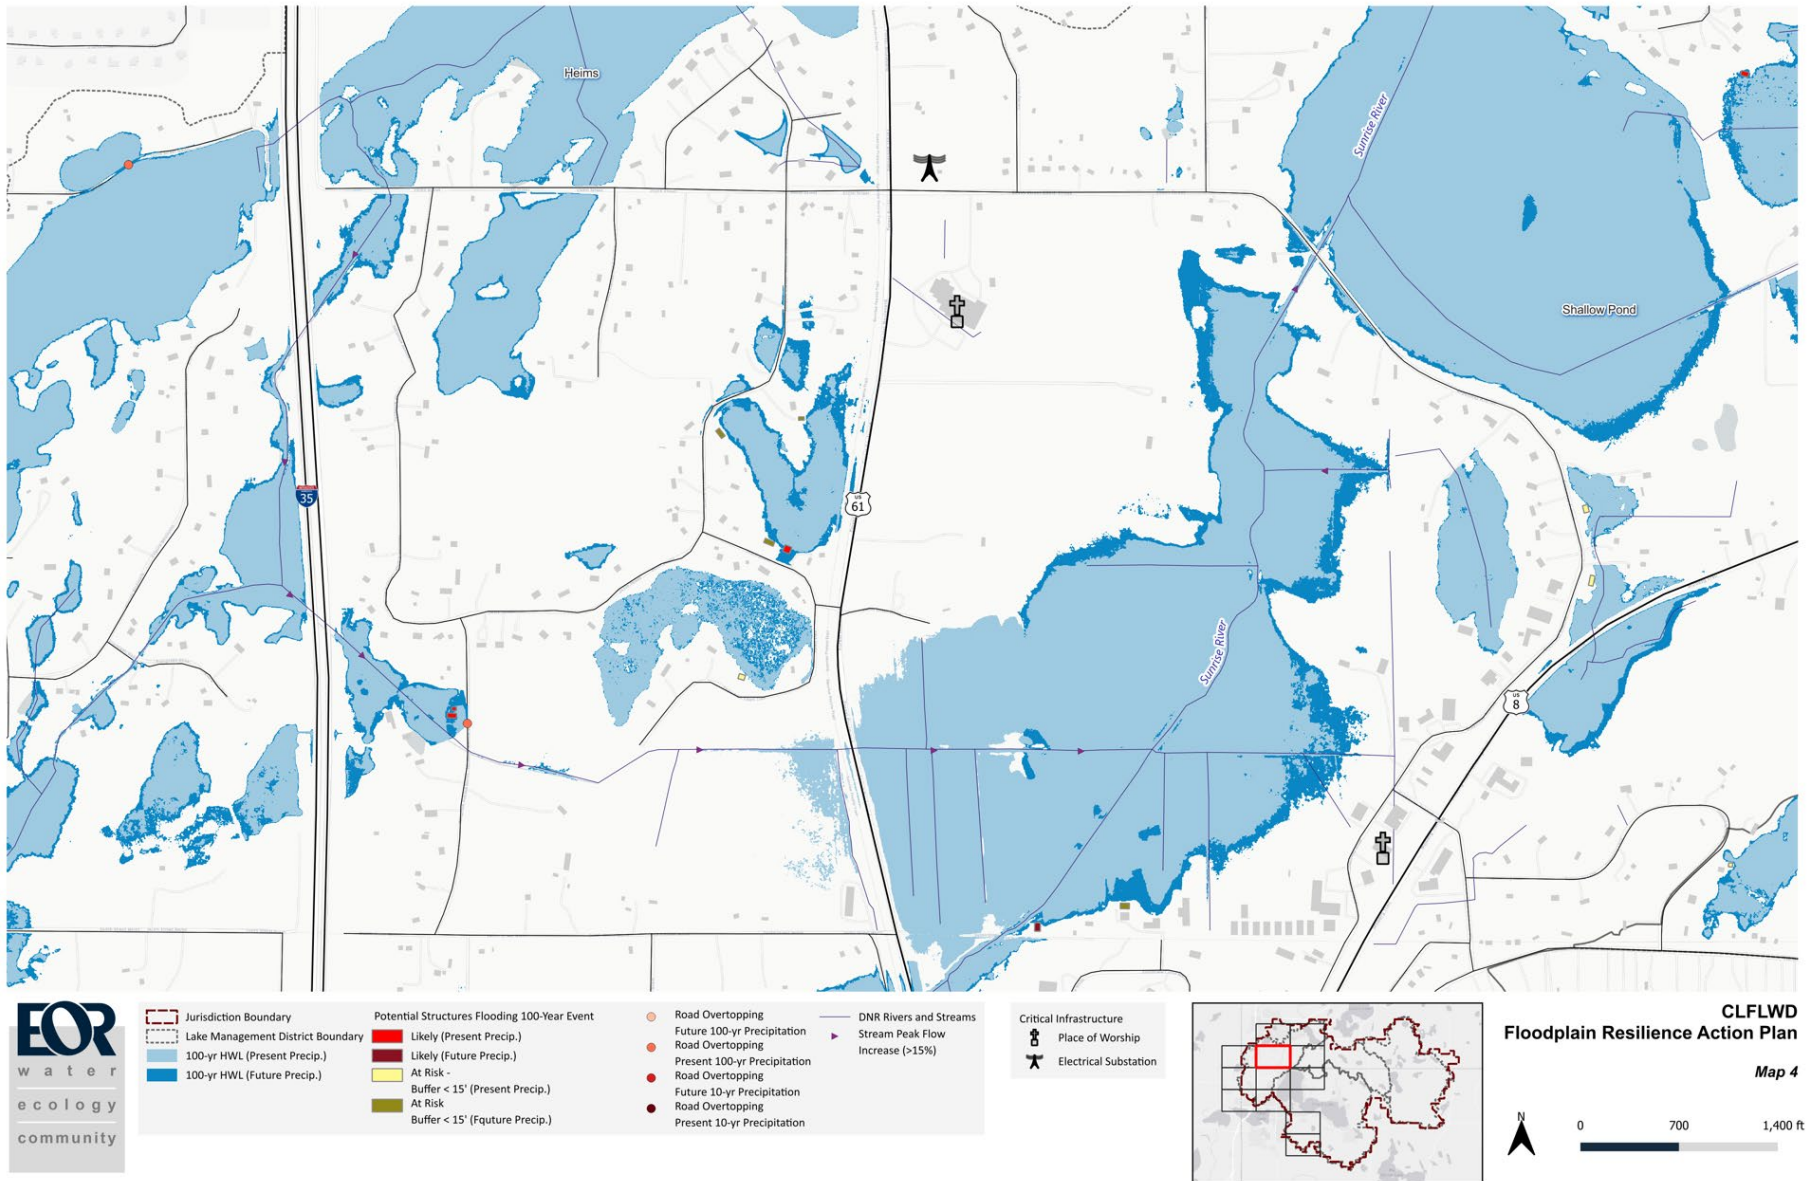 Heims
Sunrise River
Shallow Pond
INTERSTATE
35
US
61
Sunrise River
US
8
EOR
water
ecology
community
Jurisdiction Boundary
Lake Management District Boundary
100-yr HWL (Present Precip.)
100-yr HWL (Future Precip.)
Potential Structures Flooding 100-Year Event
Likely (Present Precip.)
Likely (Future Precip.)
At Risk -
Buffer < 15' (Present Precip.)
At Risk
Buffer < 15' (Fquture Precip.)
Road Overtopping
Future 100-yr Precipitation
Road Overtopping
Present 100-yr Precipitation
Road Overtopping
Future 10-yr Precipitation
Road Overtopping
Present 10-yr Precipitation
DNR Rivers and Streams
Stream Peak Flow
Increase (>15%)
Critical Infrastructure
Place of Worship
Electrical Substation
CLFLWD
Floodplain Resilience Action Plan
Map 4
N
0 700 1,400 ft